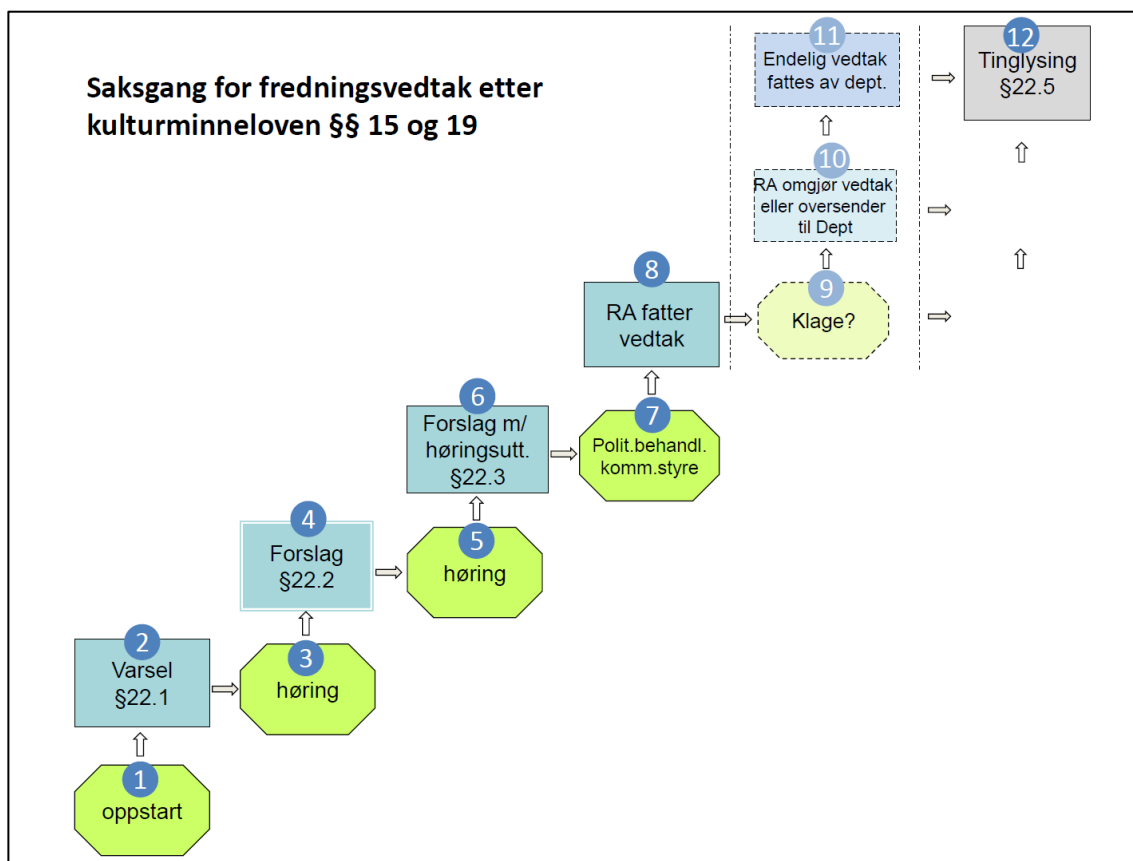 Saksgang for fredningsvedtak etter
kulturminneloven §§ 15 og 19
1
oppstart
2
Varsel
§22.1
3
høring
4
Forslag
§22.2
5
høring
6
Forslag m/
høringsutt.
§22.3
7
Polit.behandl.
komm.styre
8
RA fatter
vedtak
9
Klage?
10
RA omgjør vedtak
eller oversender
til Dept
11
Endelig vedtak
fattes av dept.
12
Tinglysing
§22.5